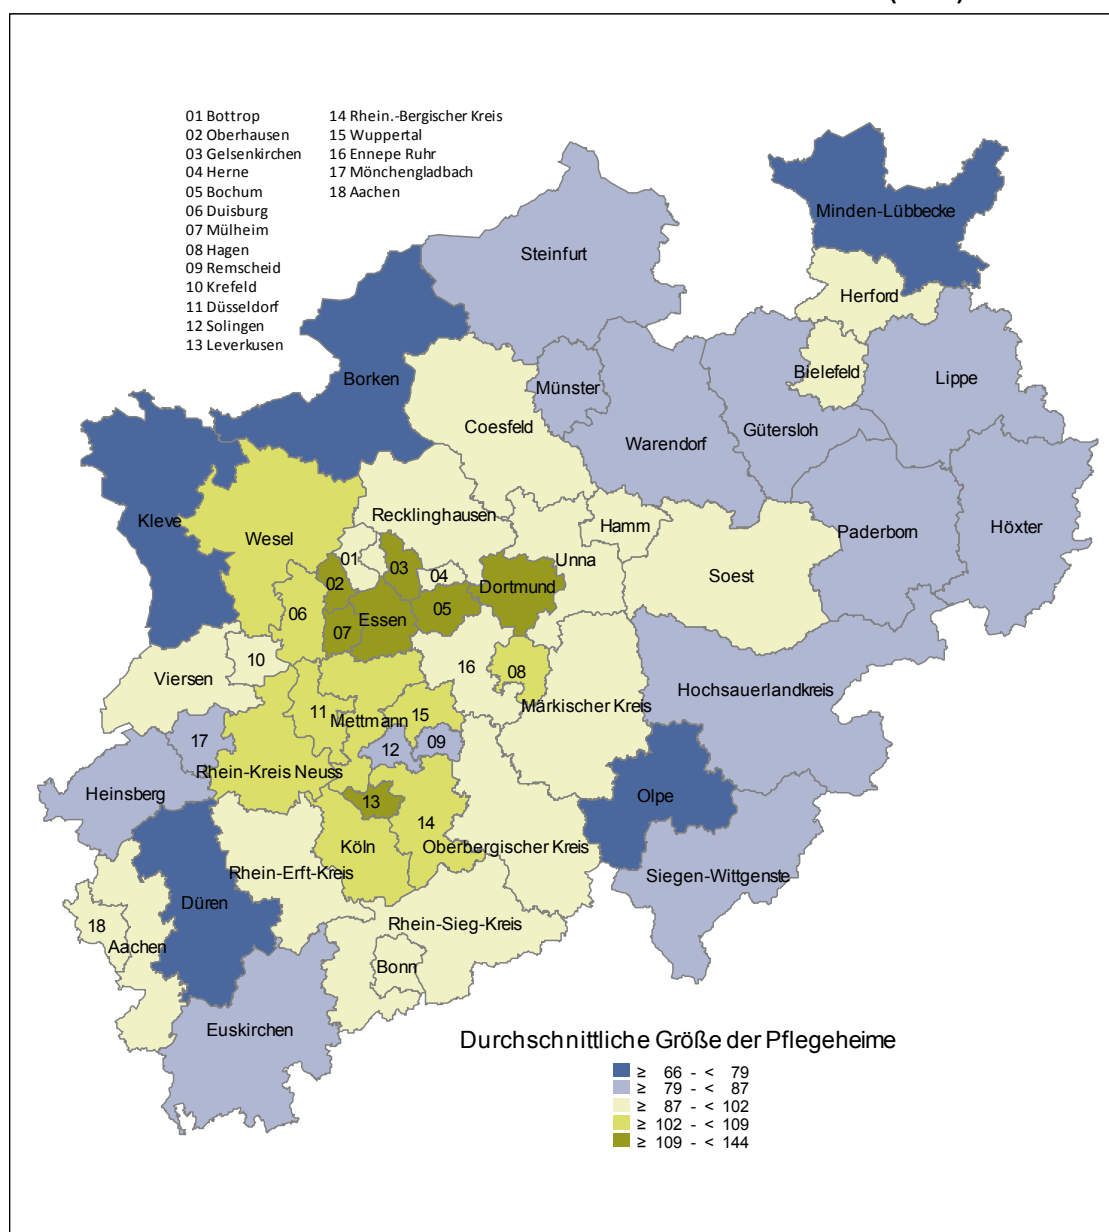 01 Bottrop
02 Oberhausen
03 Gelsenkirchen
04 Herne
05 Bochum
06 Duisburg
07 Mülheim
08 Hagen
09 Remscheid
10 Krefeld
11 Düsseldorf
12 Solingen
13 Leverkusen
14 Rhein.-Bergischer Kreis
15 Wuppertal
16 Ennepe Ruhr
17 Mönchengladbach
18 Aachen
Minden-Lübbecke
Steinfurt
Herford
Borken
Münster
Bielefeld
Lippe
Coesfeld
Warendorf
Gütersloh
Kleve
Wesel
Recklinghausen
Hamm
Paderborn
Höxter
01
03
04
Unna
Soest
02
Dortmund
06
05
07
Essen
10
16
08
Viersen
Hochsauerlandkreis
Märkischer Kreis
11
Mettmann
15
17
12
09
Rhein-Kreis Neuss
Heinsberg
13
Olpe
14
Köln
Oberbergischer Kreis
Rhein-Erft-Kreis
Siegen-Wittgenste
Düren
18
Aachen
Rhein-Sieg-Kreis
Bonn
Euskirchen
Durchschnittliche Größe der Pflegeheime
≥ 66 - < 79
≥ 79 - < 87
≥ 87 - < 102
≥ 102 - < 109
≥ 109 - < 144